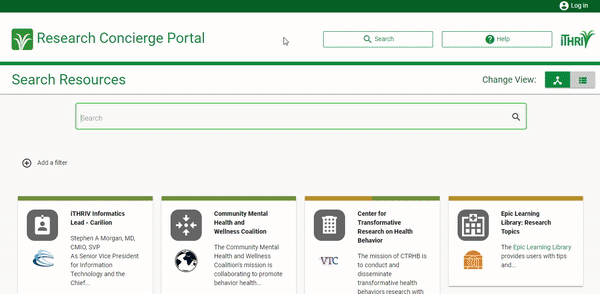 Log in
Research Concierge Portal
Search
Help
iTHRIV
Search Resources
Change View:
Search
Add a filter
iTHRIV Informatics
Lead - Carilion
Stephen A Morgan, MD,
CMIO, SVP
As Senior Vice President
for Information
Technology and the
Chief...
Community Mental
Health and
Wellness Coalition
The Community Mental
Health and Wellness
Coalition's mission is
collaborating to promote
behavior health...
Center for
Transformative
Research on Health
Behavior
VTC
The mission of CTRHB is
to conduct and
disseminate
transformative health
behaviors research with
Epic Learning
Library: Research
Topics
The Epic Learning Library
provides users with tips
and...